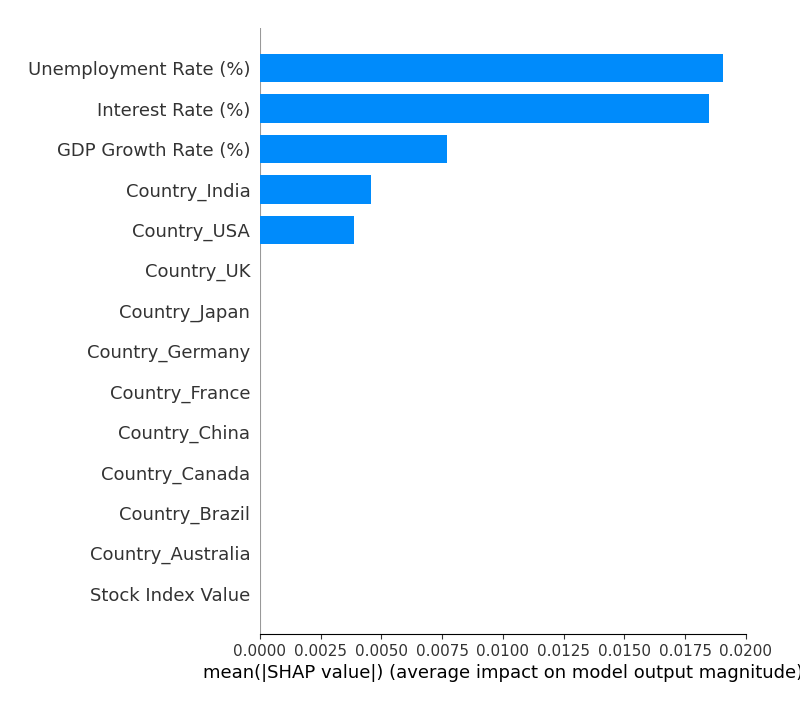 Unemployment Rate (%)
Interest Rate (%)
GDP Growth Rate (%)
Country_India
Country_USA
Country_UK
Country_Japan
Country_Germany
Country_France
Country_China
Country_Canada
Country_Brazil
Country_Australia
Stock Index Value
0.0000 0.0025 0.0050 0.0075 0.0100 0.0125 0.0150 0.0175 0.0200
mean(|SHAP value|) (average impact on model output magnitude)